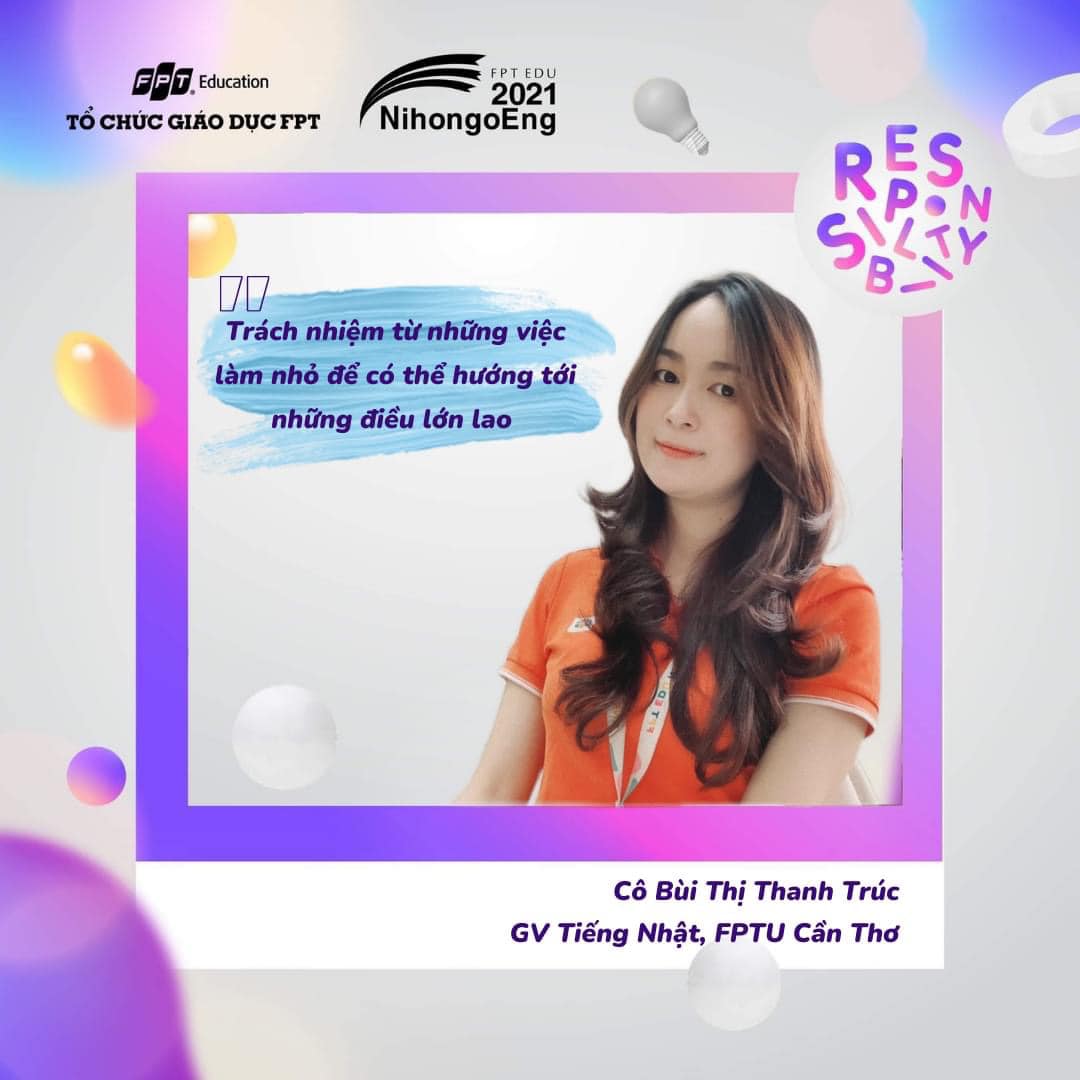 FPT Education
TỔ CHỨC GIÁO DỤC FPT
FPT EDU
2021
NihongoEng
RESPONSIBILITY
Trách nhiệm từ những việc
làm nhỏ để có thể hướng tới
những điều lớn lao
FPT EDU
Cô Bùi Thị Thanh Trúc
GV Tiếng Nhật, FPTU Cần Thơ